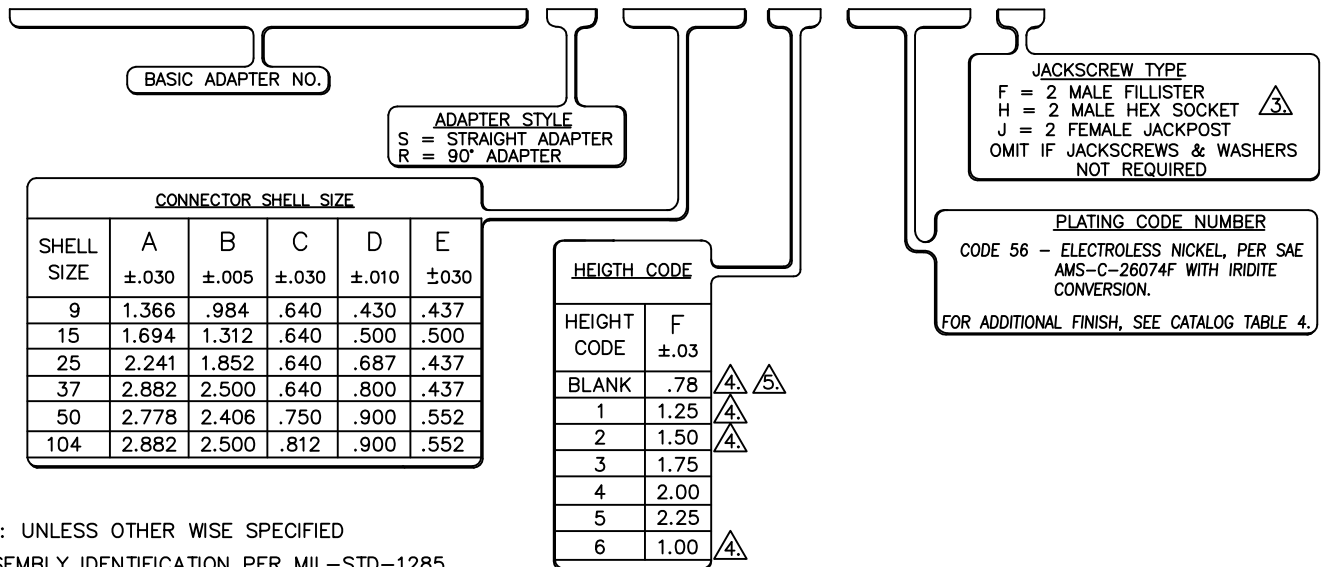 BASIC ADAPTER NO.
ADAPTER STYLE
S = STRAIGHT ADAPTER
R = 90° ADAPTER
JACKSCREW TYPE
F = 2 MALE FILLISTER
H = 2 MALE HEX SOCKET 3.
J = 2 FEMALE JACKPOST
OMIT IF JACKSCREWS & WASHERS
NOT REQUIRED
CONNECTOR SHELL SIZE
SHELL SIZE A ±.030 B ±.005 C ±.030 D ±.010 E ±030
9 1.366 .984 .640 .430 .437
15 1.694 1.312 .640 .500 .500
25 2.241 1.852 .640 .687 .437
37 2.882 2.500 .640 .800 .437
50 2.778 2.406 .750 .900 .552
104 2.882 2.500 .812 .900 .552
HEIGTH CODE
HEIGHT CODE F ±.03
BLANK .78 4. 5.
1 1.25 4.
2 1.50 4.
3 1.75
4 2.00
5 2.25
6 1.00 4.
PLATING CODE NUMBER
CODE 56 – ELECTROLESS NICKEL, PER SAE
AMS–C–26074F WITH IRIDITE
CONVERSION.
FOR ADDITIONAL FINISH, SEE CATALOG TABLE 4.
: UNLESS OTHER WISE SPECIFIED
IDENTIFICATION PER MIL–STD–1285